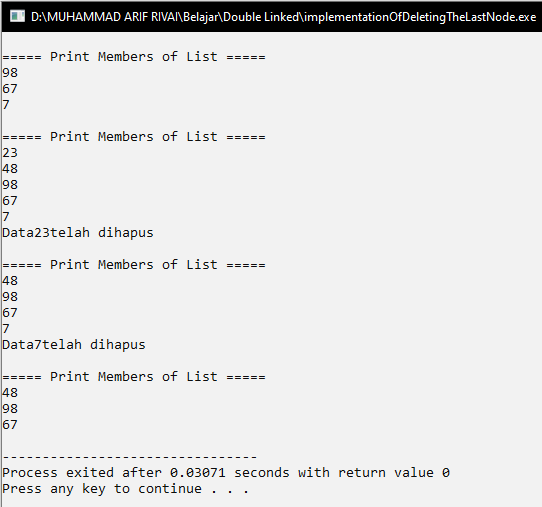 D:\MUHAMMAD ARIF RIVAI\Belajar\Double Linked\implementationOfDeletingTheLastNode.exe
===== Print Members of List =====
98
67
7
===== Print Members of List =====
23
48
98
67
7
Data23telah dihapus
===== Print Members of List =====
48
98
67
7
Data7telah dihapus
===== Print Members of List =====
48
98
67
--------------------------------
Process exited after 0.03071 seconds with return value 0
Press any key to continue . . .